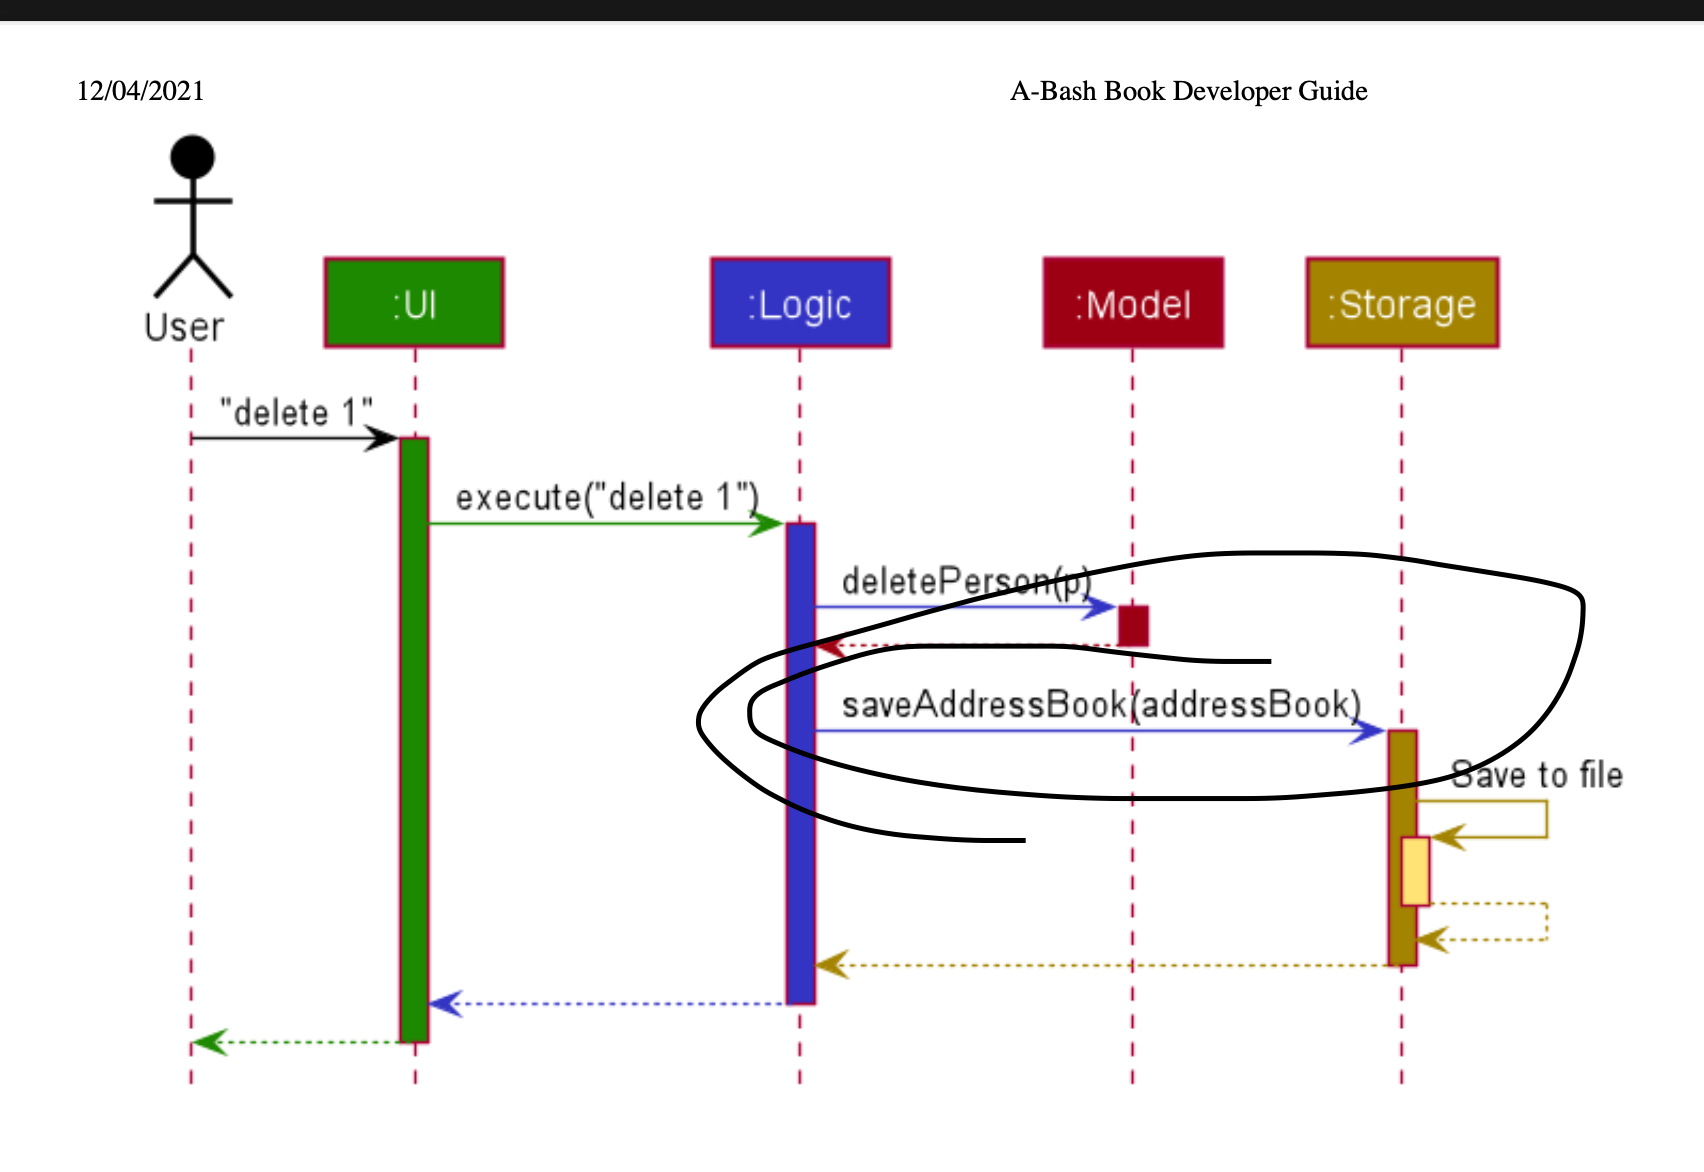 12/04/2021 A-Bash Book Developer Guide
User :UI :Logic :Model :Storage
"delete 1"
execute("delete 1")
deletePerson(p)
saveAddressBook(addressBook)
Save to file